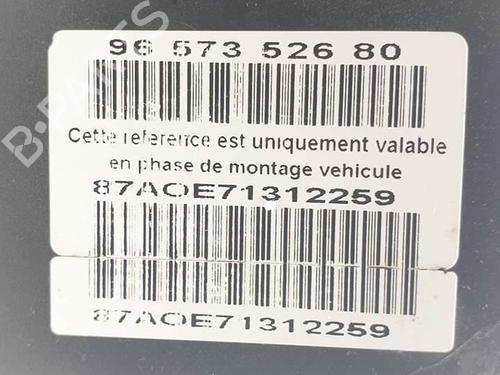 96 573 526 80
Cette reference est uniquement valable
en phase de montage vehicule
87AOE71312259
87AOE71312259
B-PARTS